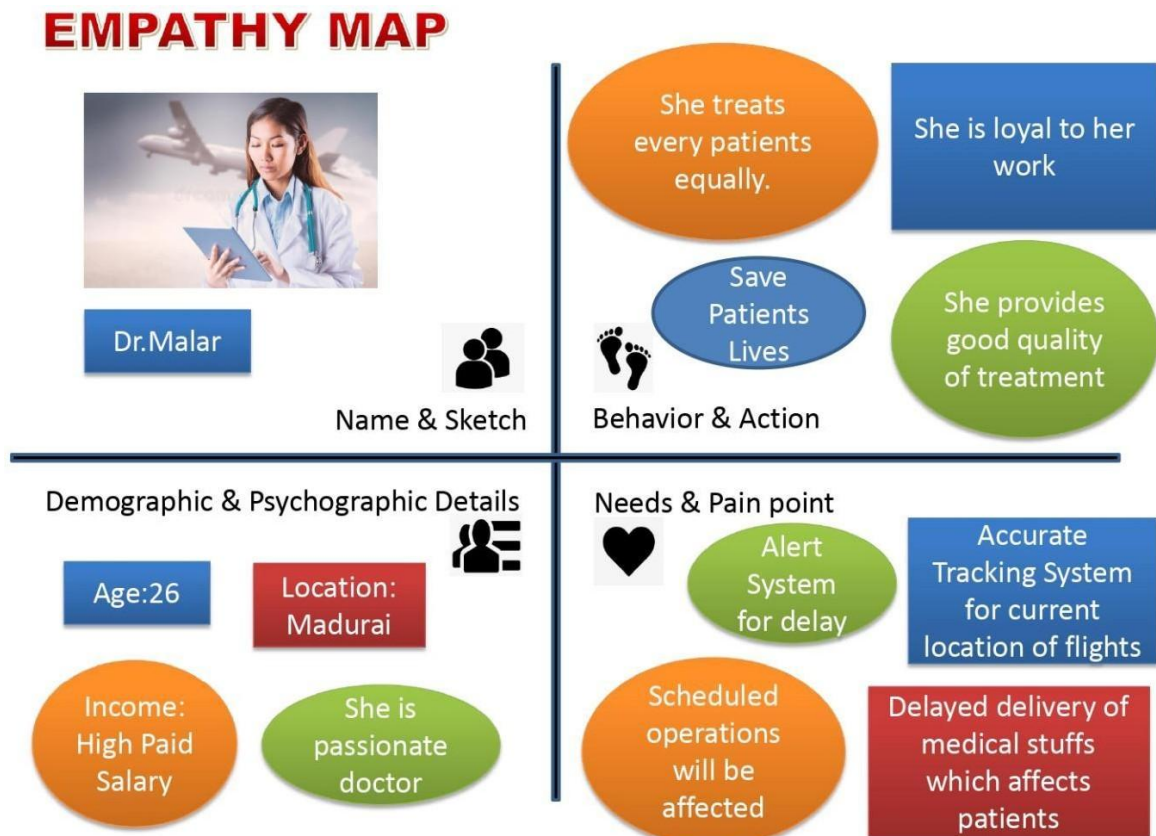 EMPATHY MAP
Dr.Malar
Name & Sketch
She treats
every patients
equally.
She is loyal to her
work
Save
Patients
Lives
She provides
good quality
of treatment
Behavior & Action
Demographic & Psychographic Details
Age:26
Location:
Madurai
Income:
High Paid
Salary
She is
passionate
doctor
Needs & Pain point
Alert
System
for delay
Accurate
Tracking System
for current
location of flights
Scheduled
operations
will be
affected
Delayed delivery of
medical stuffs
which affects
patients